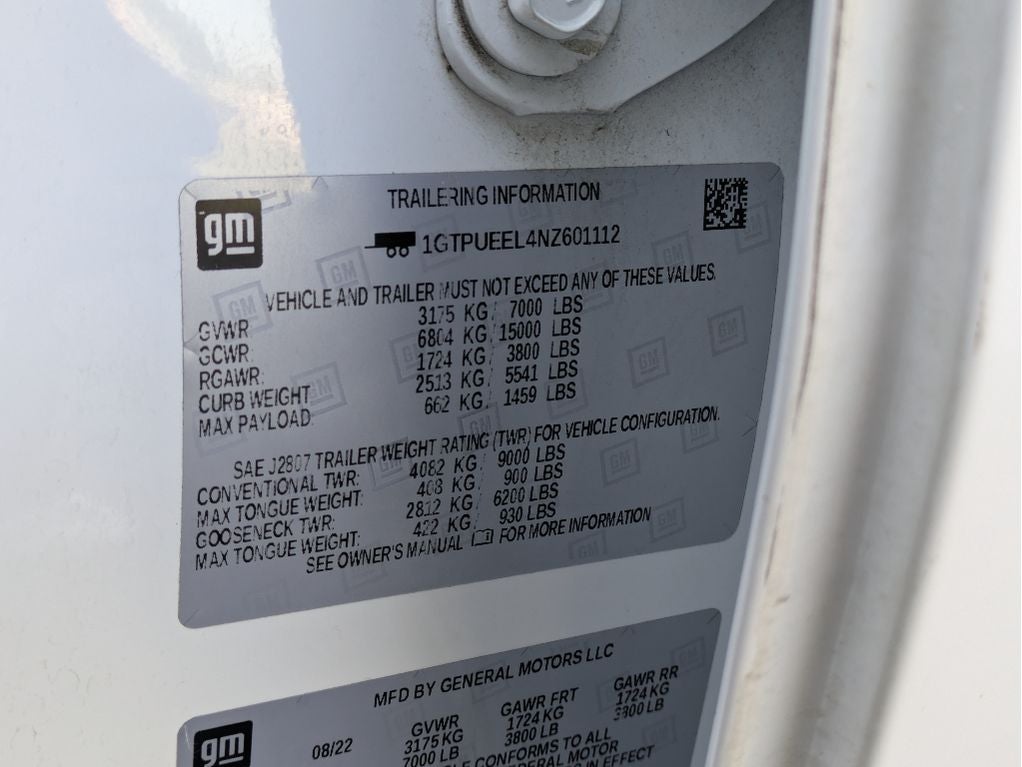 TRAILERING INFORMATION
gm
1GTPUEEL4NZ601112
VEHICLE AND TRAILER MUST NOT EXCEED ANY OF THESE VALUES.
GVWR 3175 KG/ 7000 LBS
GCWR: 6804 KG/ 15000 LBS
RGAWR: 1724 KG/ 3800 LBS
CURB WEIGHT 2513 KG/ 5541 LBS
MAX PAYLOAD: 662 KG/ 1459 LBS
SAE J2807 TRAILER WEIGHT RATING (TWR) FOR VEHICLE CONFIGURATION.
CONVENTIONAL TWR: 4082 KG/ 9000 LBS
MAX TONGUE WEIGHT: 408 KG/ 900 LBS
GOOSENECK TWR: 2812 KG/ 6200 LBS
MAX TONGUE WEIGHT: 422 KG/ 930 LBS
SEE OWNER'S MANUAL FOR MORE INFORMATION
MFD BY GENERAL MOTORS LLC
gm
08/22 GVWR GAWR FRT GAWR RR
3175 KG 1724 KG 1724 KG
7000 LB 3800 LB 3800 LB
CONFORMS TO ALL
FEDERAL MOTOR
IN EFFECT